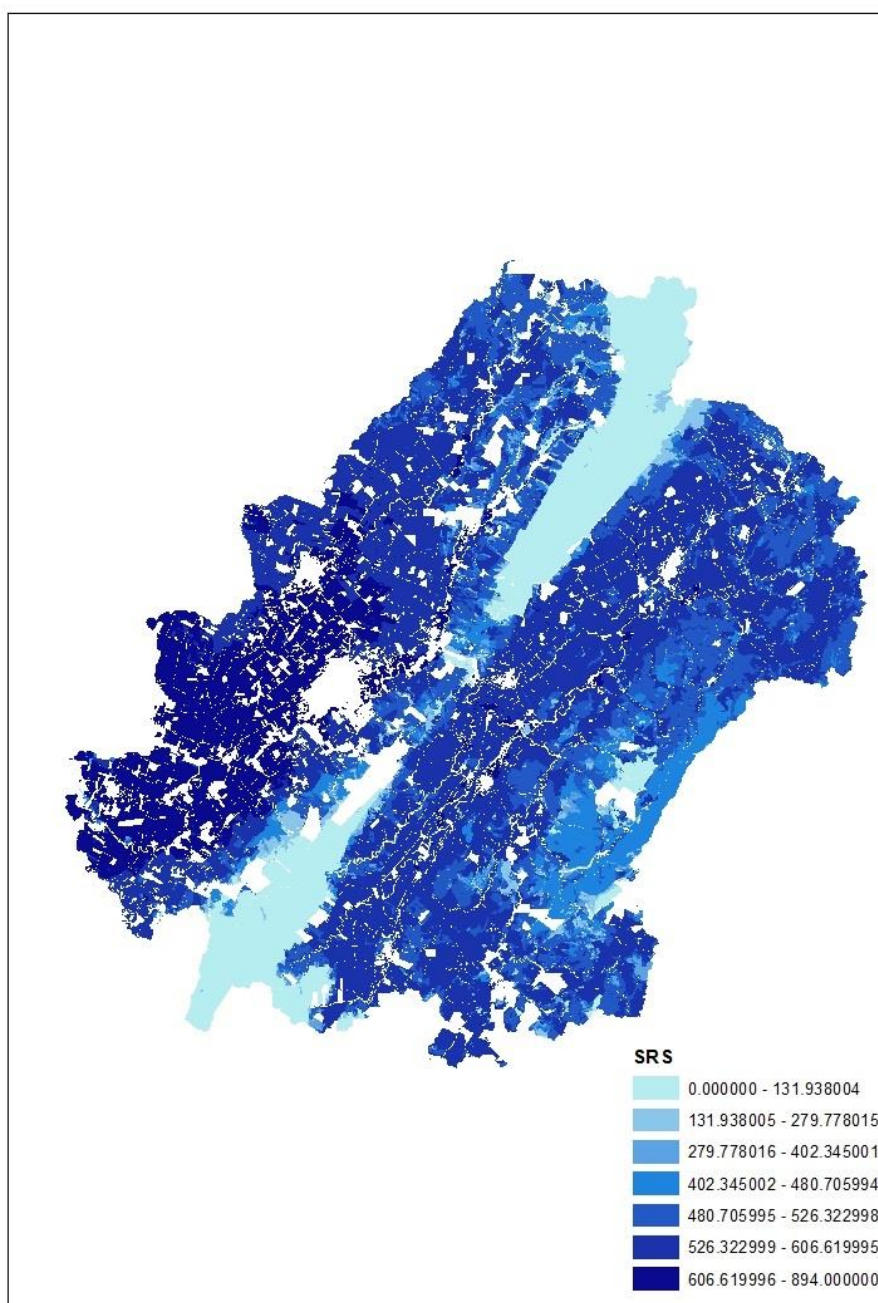 SRS
0.000000 - 131.938004
131.938005 - 279.778015
279.778016 - 402.345001
402.345002 - 480.705994
480.705995 - 526.322998
526.322999 - 606.619995
606.619996 - 894.000000